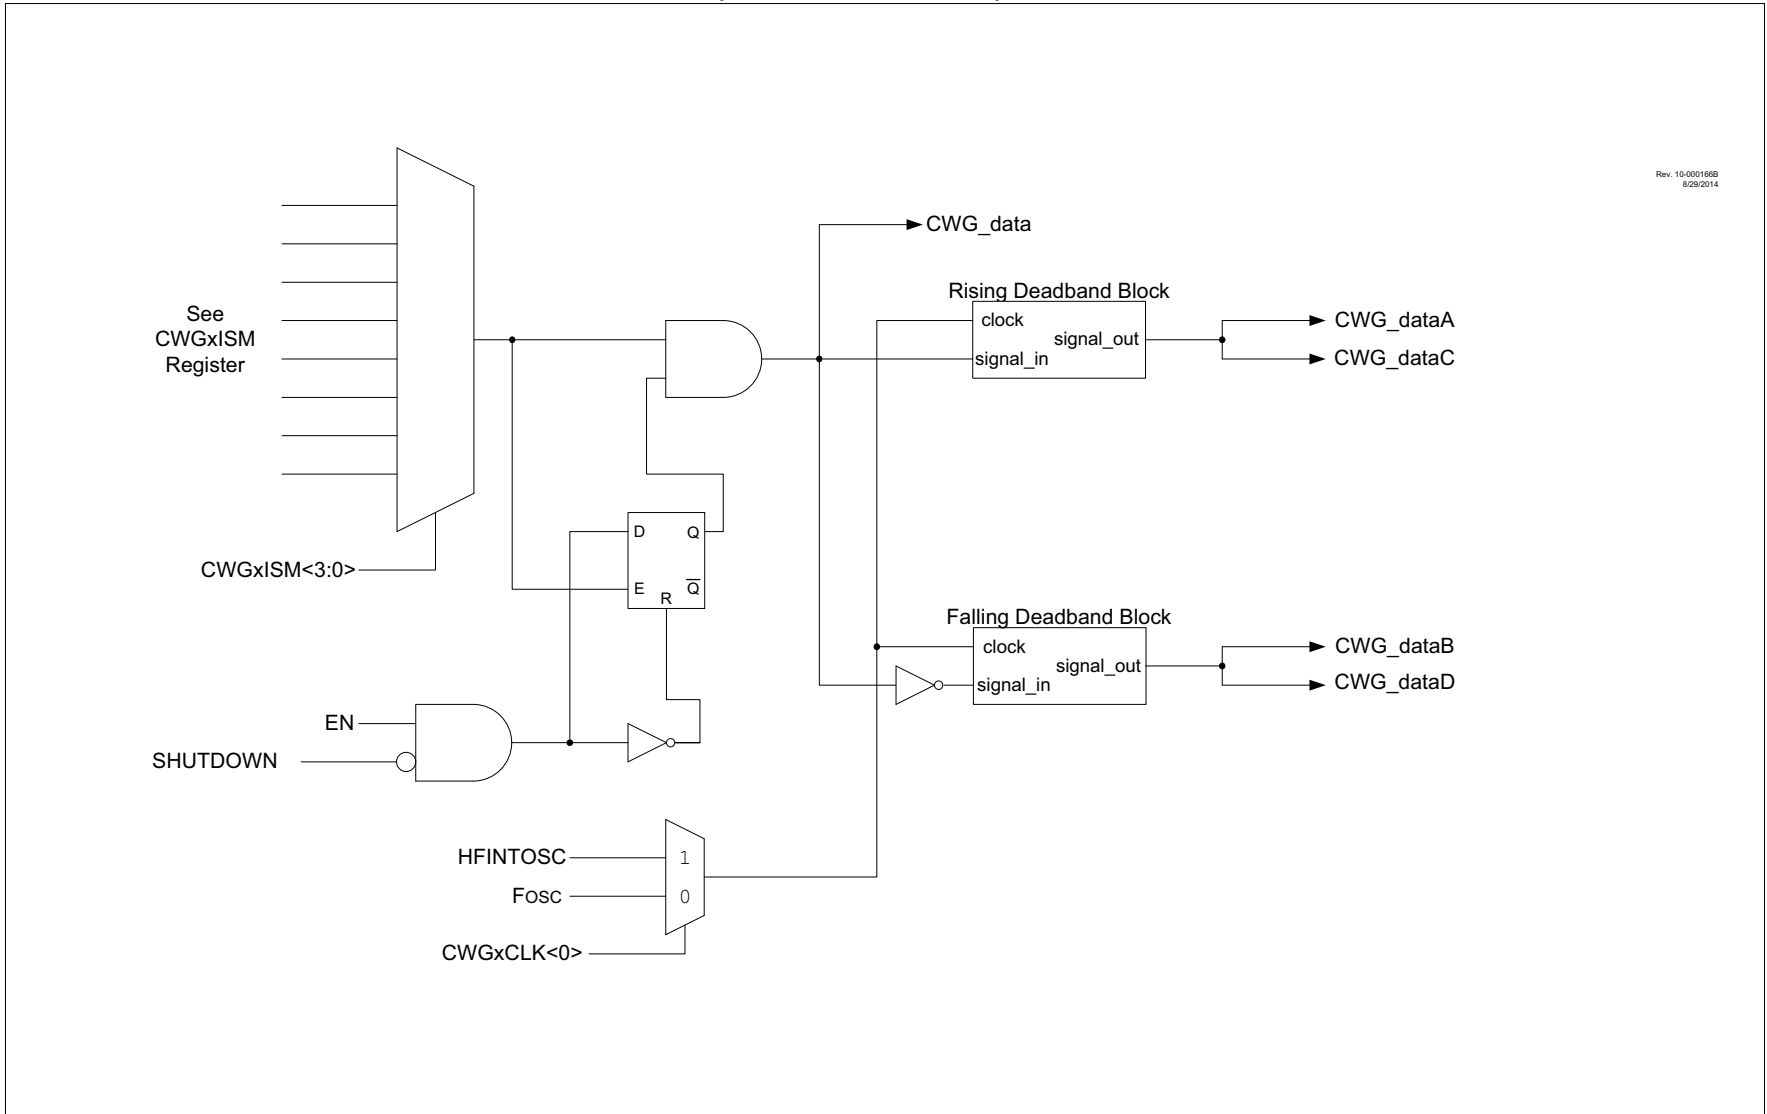 Rev. 10-000166B
8/29/2014
CWG_data
Rising Deadband Block
clock
signal_in
signal_out
CWG_dataA
CWG_dataC
See
CWGxISM
Register
CWGxISM<3:0>
D
Q
E
R
Q̅
Falling Deadband Block
clock
signal_in
signal_out
CWG_dataB
CWG_dataD
EN
SHUTDOWN
HFINTOSC
1
FOSC
0
CWGxCLK<0>